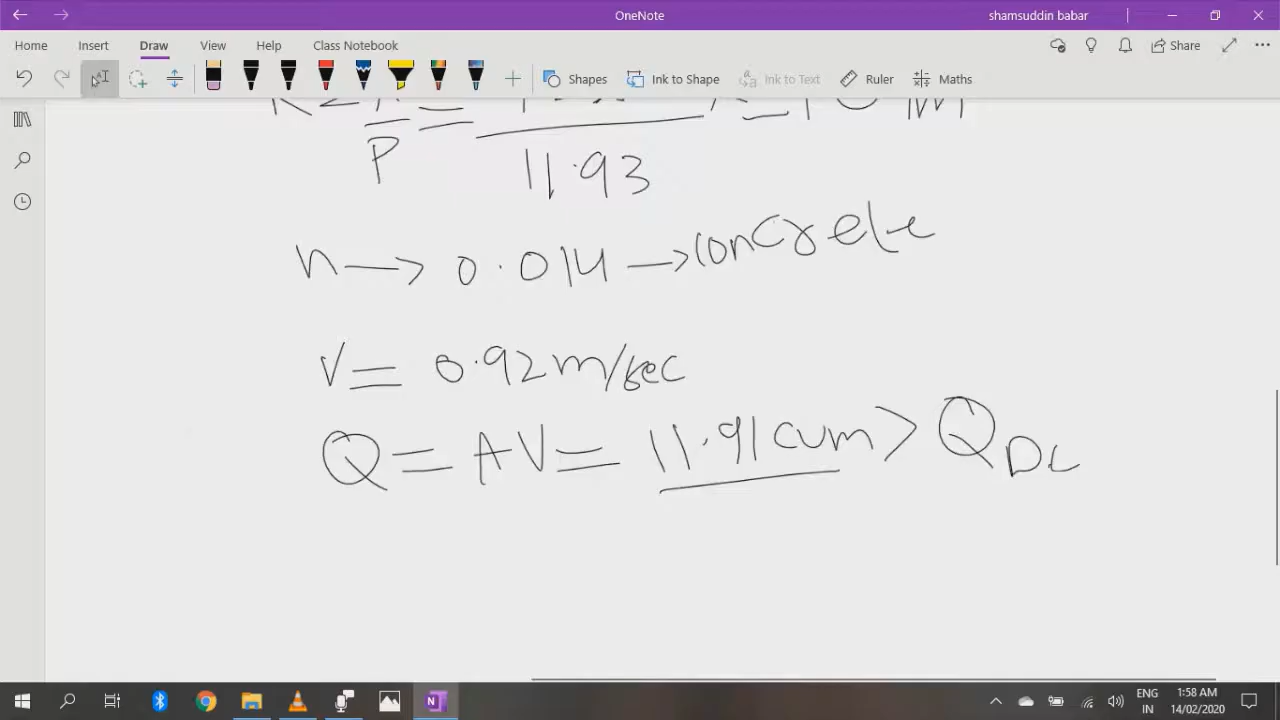 OneNote
shamsuddin babar
Home Insert Draw View Help Class Notebook Share
Shapes Ink to Shape Ink to Text Ruler Maths
P 11.93
n → 0.014 → concrete
V = 0.92 m/sec
Q = AV = 11.91 cum > Q
ENG 1:58 AM
IN 14/02/2020